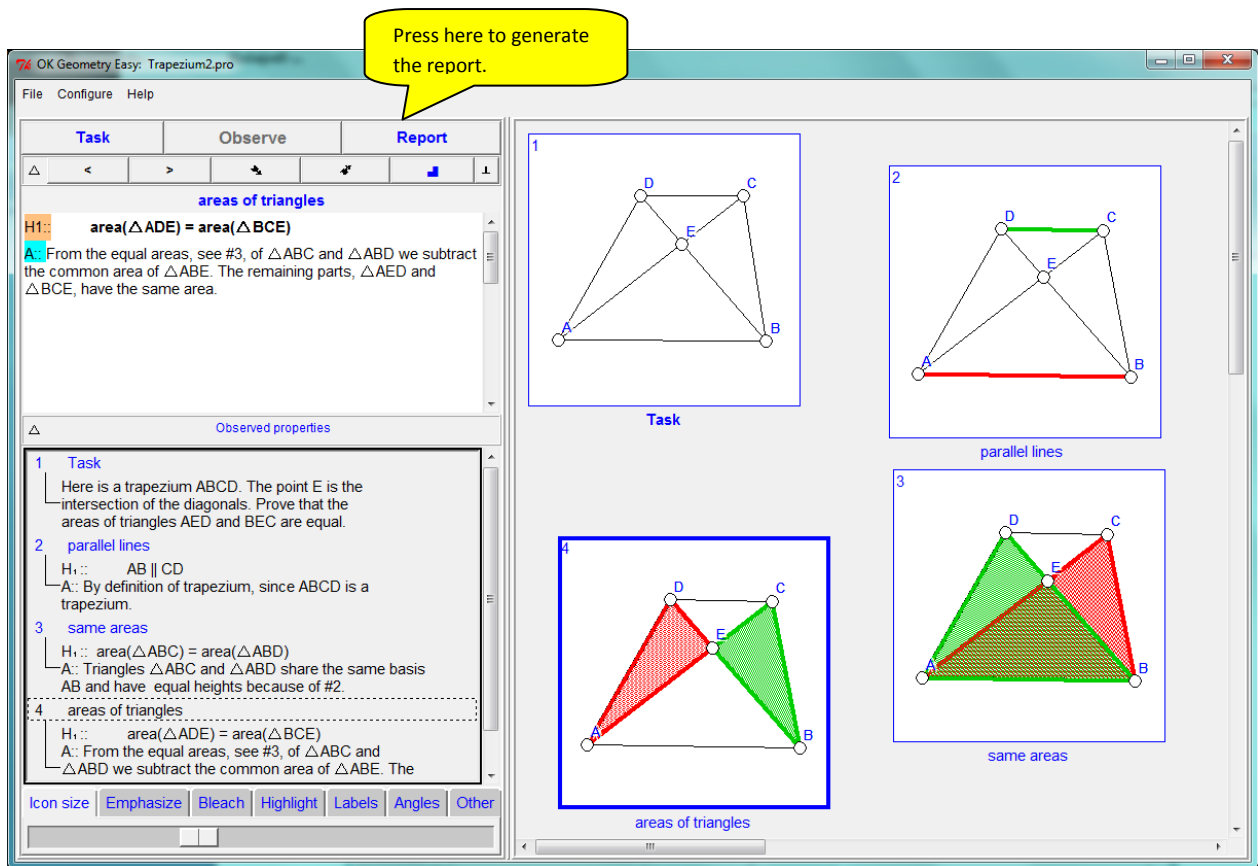 Press here to generate
the report.
OK Geometry Easy: Trapezium2.pro
File Configure Help
Task Observe Report
< >
areas of triangles
H1:: area(△ADE) = area(△BCE)
A:: From the equal areas, see #3, of △ABC and △ABD we subtract
the common area of △ABE. The remaining parts, △AED and
△BCE, have the same area.
Observed properties
1 Task
Here is a trapezium ABCD. The point E is the
intersection of the diagonals. Prove that the
areas of triangles AED and BEC are equal.
2 parallel lines
H₁:: AB || CD
A:: By definition of trapezium, since ABCD is a
trapezium.
3 same areas
H₁:: area(△ABC) = area(△ABD)
A:: Triangles △ABC and △ABD share the same basis
AB and have equal heights because of #2.
4 areas of triangles
H₁:: area(△ADE) = area(△BCE)
A:: From the equal areas, see #3, of △ABC and
△ABD we subtract the common area of △ABE. The
Icon size Emphasize Bleach Highlight Labels Angles Other
1
D C
E
A B
Task
2
D C
E
A B
parallel lines
3
D C
E
A B
same areas
4
D C
E
A B
areas of triangles